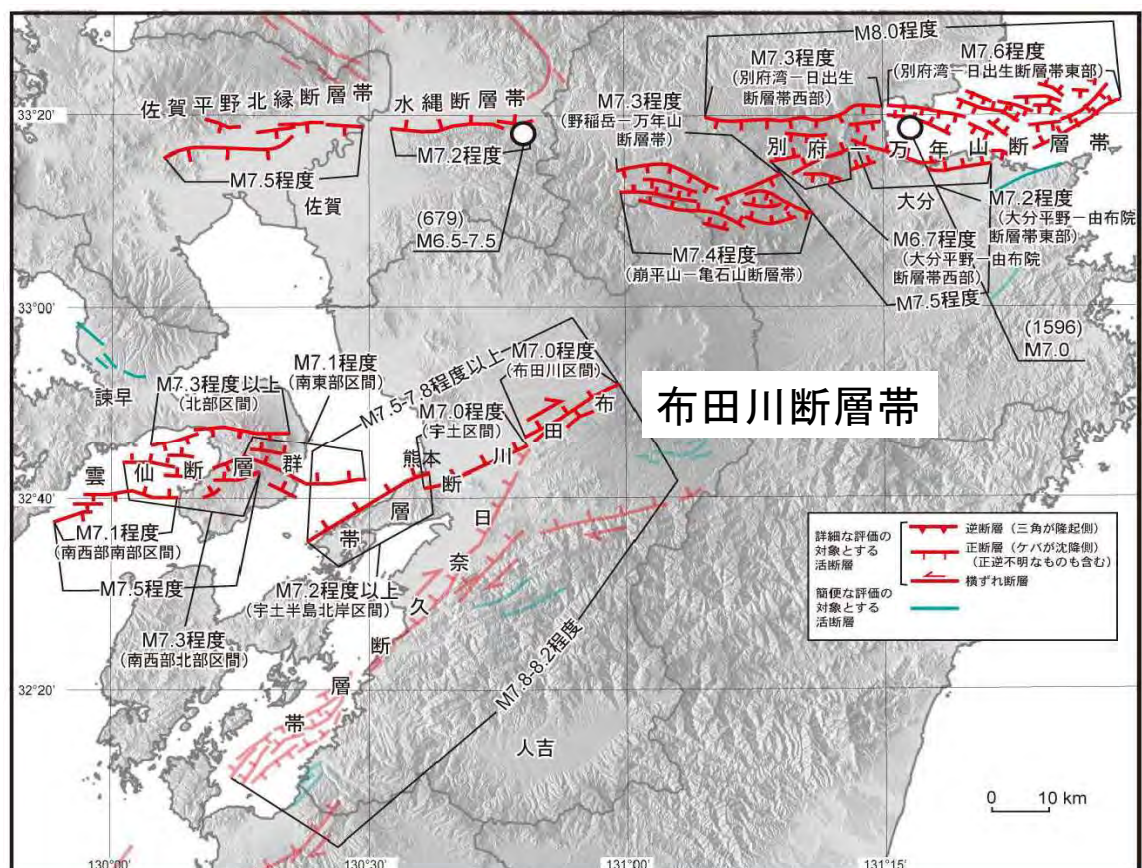 M8.0程度
M7.3程度
(別府湾－日出生
断層帯西部)
M7.6程度
(別府湾－日出生断層帯東部)
佐賀平野北縁断層帯
水縄断層帯
M7.3程度
(野稲岳－万年山
断層帯)
33°20'
別府－万年山断層帯
M7.2程度
M7.5程度
佐賀
(679)
M6.5-7.5
大分
M7.2程度
(大分平野－由布院
断層帯東部)
M6.7程度
(大分平野－由布院
断層帯西部)
M7.4程度
(崩平山－亀石山断層帯)
M7.5程度
33°00'
(1596)
M7.0
M7.0程度
(布田川区間)
M7.1程度
(南東部区間)
M7.5-7.8程度以上
M7.3程度以上
(北部区間)
諫早
M7.0程度
(宇土区間)
布田川断層帯
布田川断層帯
熊本
雲仙断層群
32°40'
M7.1程度
(南西部南部区間)
M7.5程度
M7.2程度以上
(宇土半島北岸区間)
M7.3程度
(南西部北部区間)
日奈久断層帯
M7.8-8.2程度
詳細な評価の
対象とする
活断層
逆断層（三角が隆起側）
正断層（ケバが沈降側）
（正逆不明なものも含む）
横ずれ断層
簡便な評価の
対象とする
活断層
32°20'
人吉
0 10 km
130°00'
130°30'
131°00'
131°15'